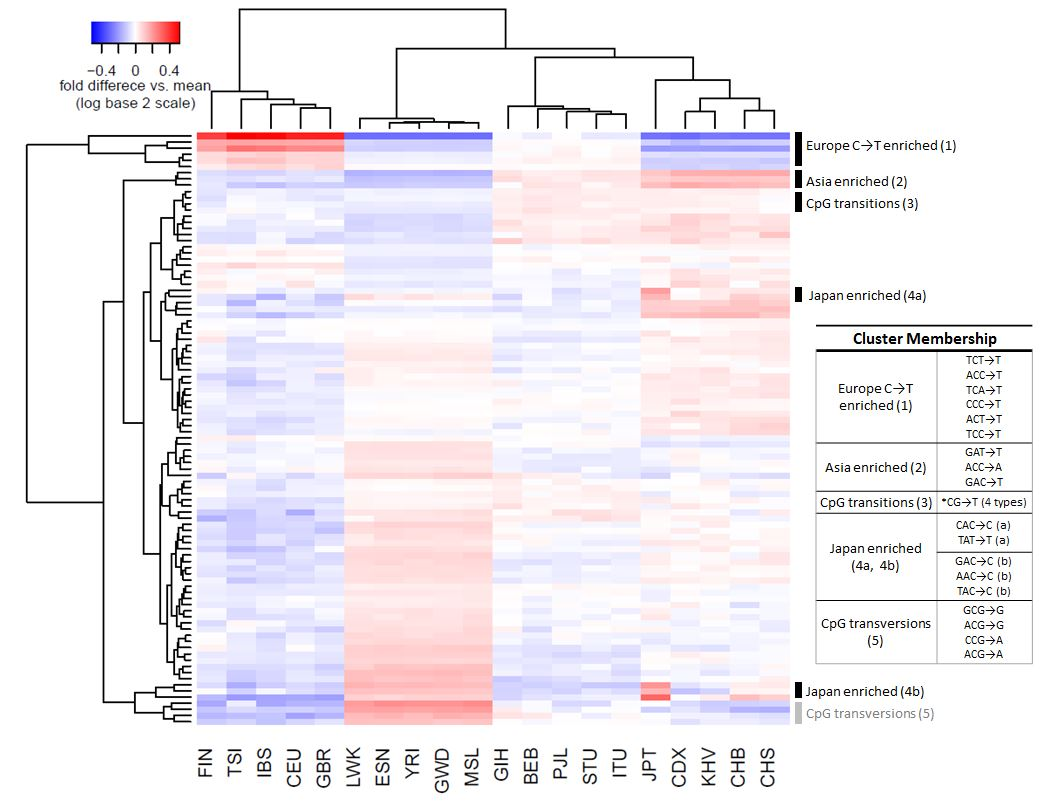 −0.4 0 0.4
fold differece vs. mean
(log base 2 scale)
Europe C→T enriched (1)
Asia enriched (2)
CpG transitions (3)
Japan enriched (4a)
Cluster Membership
Europe C→T
enriched (1)
TCT→T
ACC→T
TCA→T
CCC→T
ACT→T
TCC→T
Asia enriched (2)
GAT→T
ACC→A
GAC→T
CpG transitions (3)
*CG→T (4 types)
Japan enriched
(4a, 4b)
CAC→C (a)
TAT→T (a)
GAC→C (b)
AAC→C (b)
TAC→C (b)
CpG transversions
(5)
GCG→G
ACG→G
CCG→A
ACG→A
Japan enriched (4b)
CpG transversions (5)
FIN TSI IBS CEU GBR LWK ESN YRI GWD MSL GIH BEB PJL STU ITU JPT CDX KHV CHB CHS